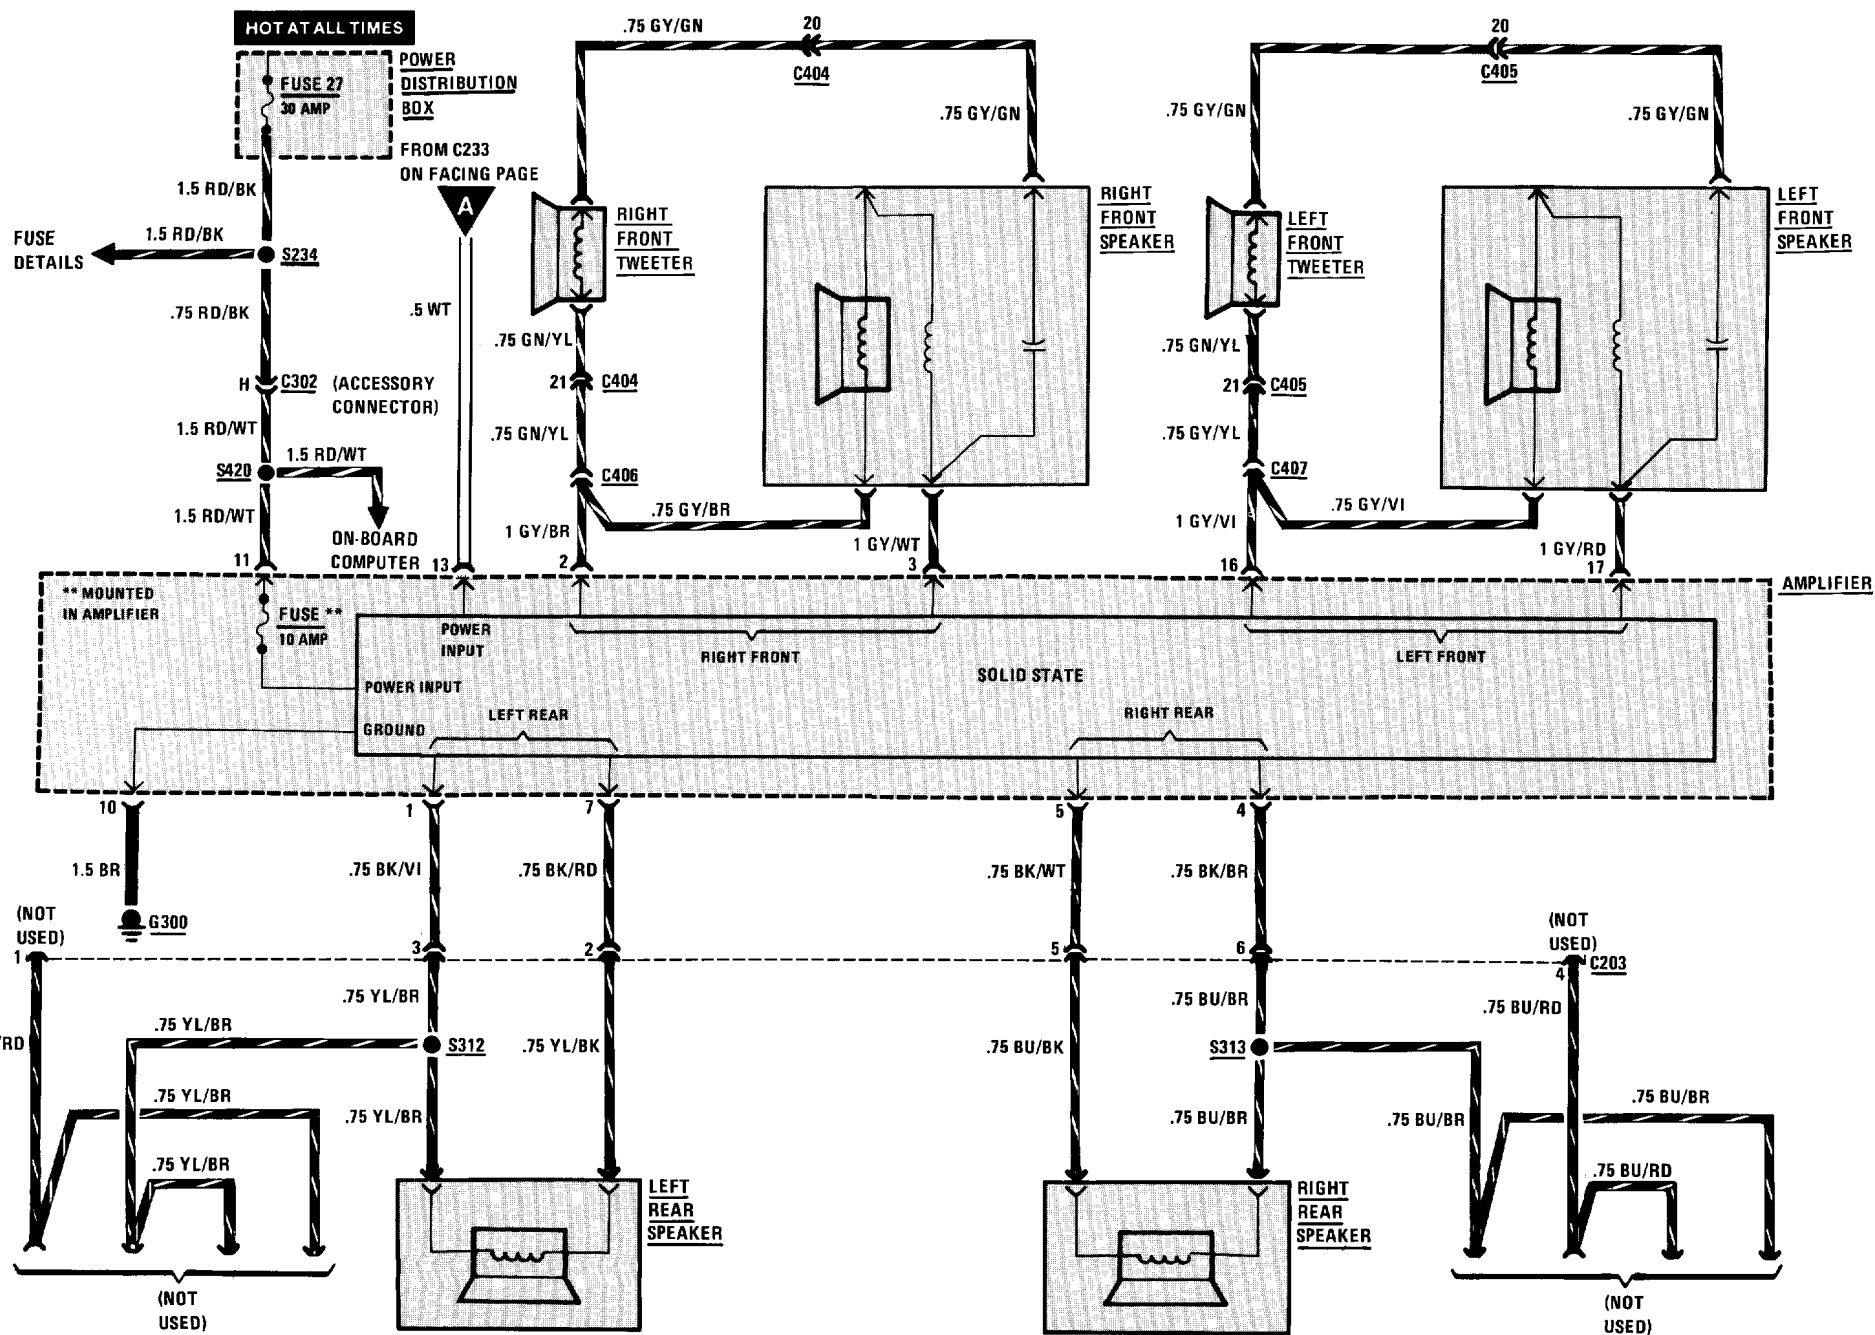 HOT AT ALL TIMES
FUSE 27
30 AMP
POWER
DISTRIBUTION
BOX
FROM C233
ON FACING PAGE
A
1.5 RD/BK
FUSE
DETAILS
1.5 RD/BK
S234
.75 RD/BK
H
C302
(ACCESSORY
CONNECTOR)
1.5 RD/WT
S420
1.5 RD/WT
1.5 RD/WT
ON-BOARD
COMPUTER
.5 WT
.75 GY/GN
20
C404
.75 GY/GN
RIGHT
FRONT
TWEETER
.75 GN/YL
21
C404
.75 GN/YL
C406
.75 GY/BR
1 GY/BR
1 GY/WT
RIGHT
FRONT
SPEAKER
20
C405
.75 GY/GN
.75 GY/GN
LEFT
FRONT
TWEETER
.75 GN/YL
21
C405
.75 GY/YL
C407
.75 GY/VI
1 GY/VI
1 GY/RD
LEFT
FRONT
SPEAKER
11
13
2
3
16
17
AMPLIFIER
** MOUNTED
IN AMPLIFIER
FUSE **
10 AMP
POWER
INPUT
RIGHT FRONT
LEFT FRONT
SOLID STATE
POWER INPUT
GROUND
LEFT REAR
RIGHT REAR
10
1
7
5
4
1.5 BR
.75 BK/VI
.75 BK/RD
.75 BK/WT
.75 BK/BR
G300
(NOT
USED)
1
3
2
5
6
(NOT
USED)
4
C203
.75 YL/BR
.75 BU/BR
.75 BU/RD
/RD
.75 YL/BR
S312
.75 YL/BK
.75 BU/BK
S313
.75 YL/BR
.75 YL/BR
.75 BU/BR
.75 BU/BR
.75 BU/BR
.75 YL/BR
.75 BU/RD
LEFT
REAR
SPEAKER
RIGHT
REAR
SPEAKER
(NOT
USED)
(NOT
USED)